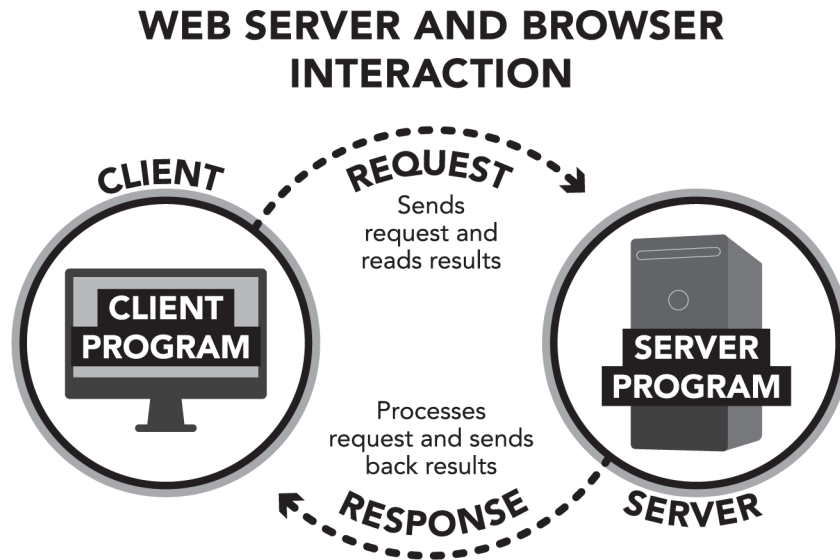 WEB SERVER AND BROWSER
INTERACTION
CLIENT
REQUEST
Sends
request and
reads results
CLIENT
PROGRAM
SERVER
PROGRAM
Processes
request and sends
back results
RESPONSE
SERVER